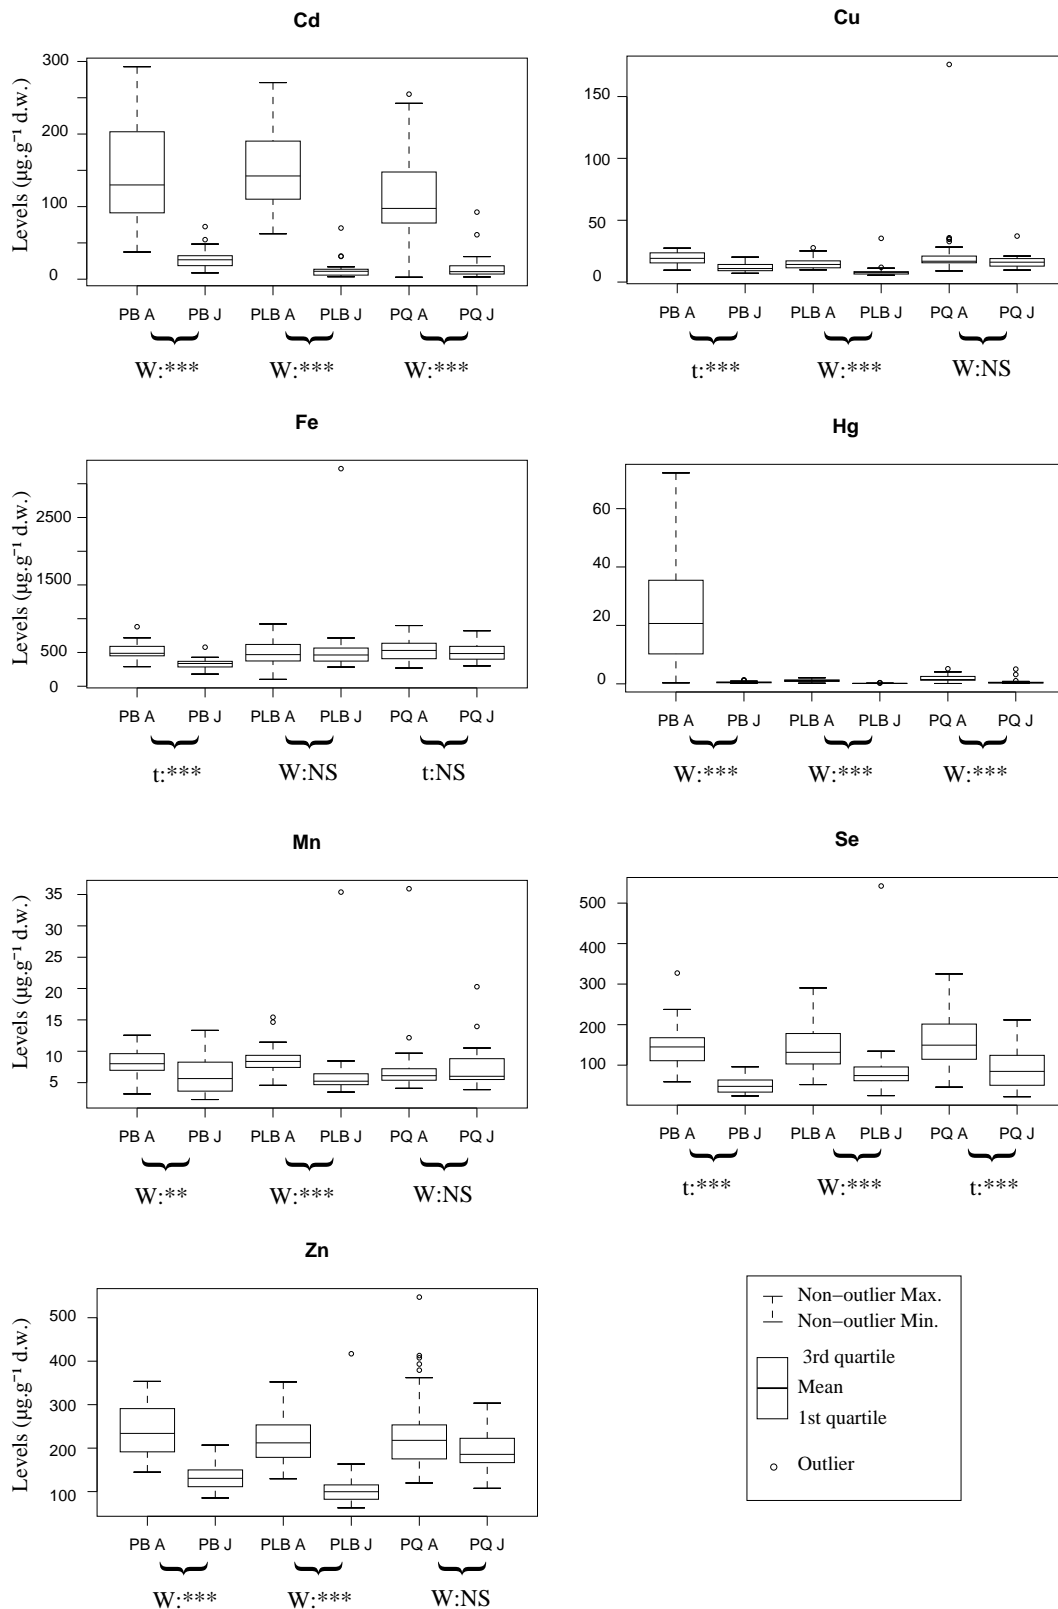 Cd
Levels (µg.g⁻¹ d.w.)
300
200
100
0
PB A PB J PLB A PLB J PQ A PQ J
W:*** W:*** W:***
Cu
150
100
50
0
PB A PB J PLB A PLB J PQ A PQ J
t:*** W:*** W:NS
Fe
Levels (µg.g⁻¹ d.w.)
2500
1500
500
0
PB A PB J PLB A PLB J PQ A PQ J
t:*** W:NS t:NS
Hg
60
40
20
0
PB A PB J PLB A PLB J PQ A PQ J
W:*** W:*** W:***
Mn
Levels (µg.g⁻¹ d.w.)
35
30
25
20
15
10
5
PB A PB J PLB A PLB J PQ A PQ J
W:** W:*** W:NS
Se
500
400
300
200
100
PB A PB J PLB A PLB J PQ A PQ J
t:*** W:*** t:***
Zn
Levels (µg.g⁻¹ d.w.)
500
400
300
200
100
PB A PB J PLB A PLB J PQ A PQ J
W:*** W:*** W:NS
Non−outlier Max.
Non−outlier Min.
3rd quartile
Mean
1st quartile
Outlier